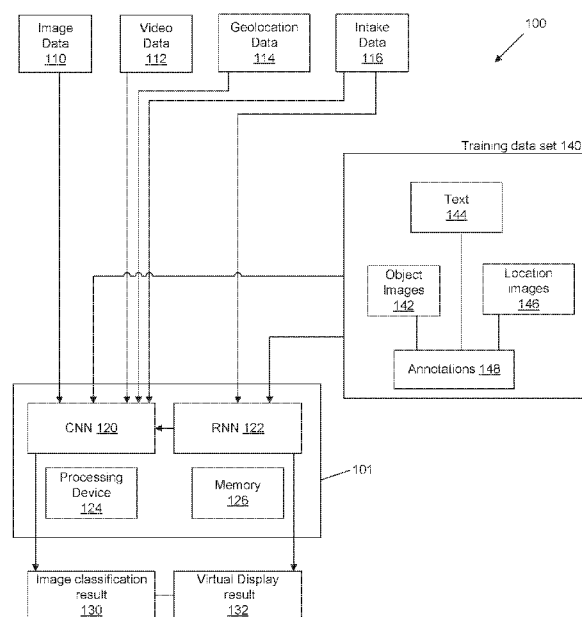 Image
Data
110
Video
Data
112
Geolocation
Data
114
Intake
Data
116
100
Training data set 140
Text
144
Object
Images
142
Location
images
146
Annotations 148
CNN 120
RNN 122
Processing
Device
124
Memory
126
101
Image classification
result
130
Virtual Display
result
132